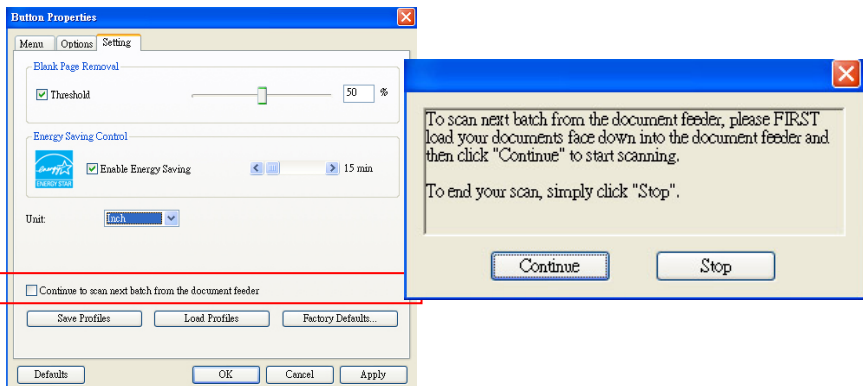 Button Properties
Menu Options Setting
Blank Page Removal
Threshold 50 %
Energy Saving Control
ENERGY STAR
Enable Energy Saving 15 min
Unit: Inch
Continue to scan next batch from the document feeder
Save Profiles Load Profiles Factory Defaults...
Defaults OK Cancel Apply
To scan next batch from the document feeder, please FIRST
load your documents face down into the document feeder and
then click "Continue" to start scanning.
To end your scan, simply click "Stop".
Continue Stop